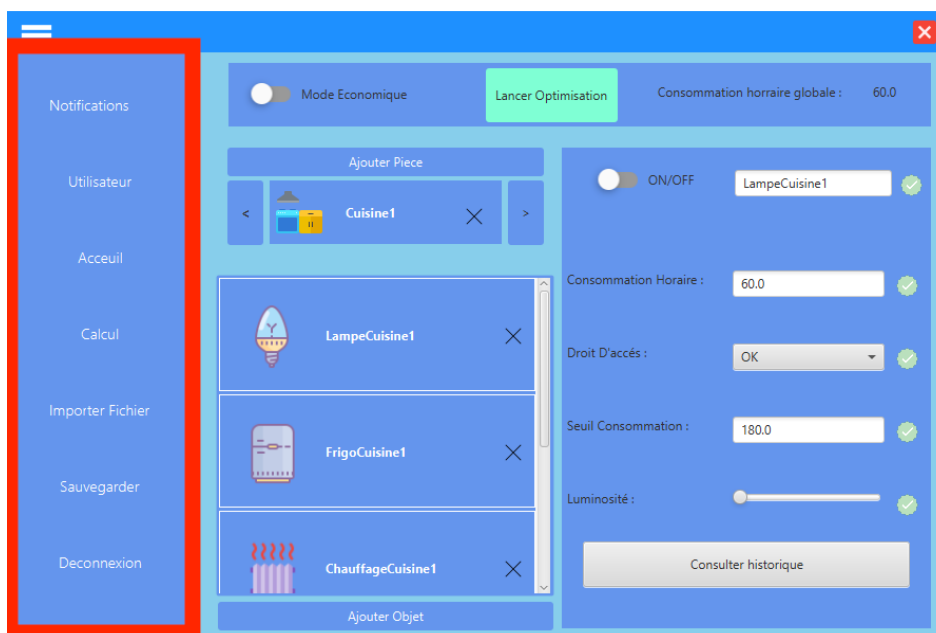 Notifications
Utilisateur
Acceuil
Calcul
Importer Fichier
Sauvegarder
Deconnexion
Mode Economique
Lancer Optimisation
Consommation horraire globale : 60.0
Ajouter Piece
< Cuisine1 >
LampeCuisine1
FrigoCuisine1
ChauffageCuisine1
Ajouter Objet
ON/OFF LampeCuisine1
Consommation Horaire : 60.0
Droit D'accés : OK
Seuil Consommation : 180.0
Luminosité :
Consulter historique